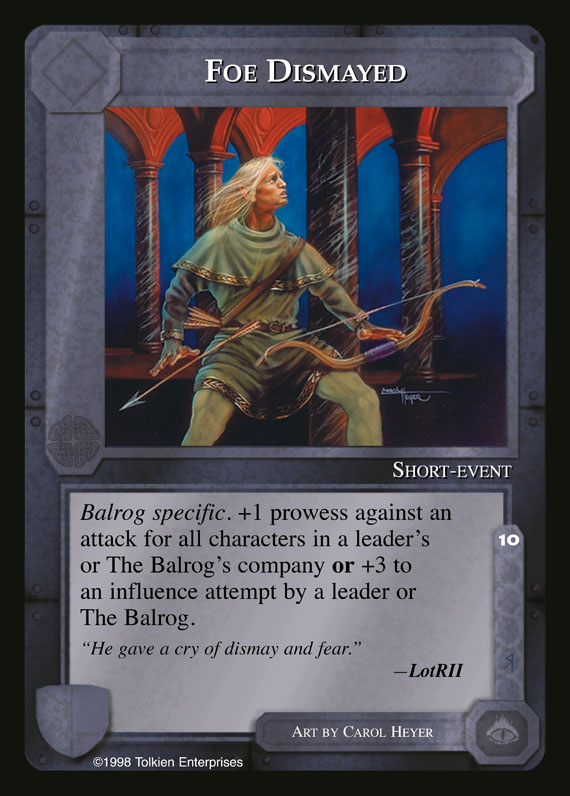 Foe Dismayed
Carol
Heyer
Short-event
Balrog specific. +1 prowess against an
attack for all characters in a leader's
or The Balrog's company or +3 to
an influence attempt by a leader or
The Balrog.
"He gave a cry of dismay and fear."
—LotRII
10
Art by Carol Heyer
©1998 Tolkien Enterprises